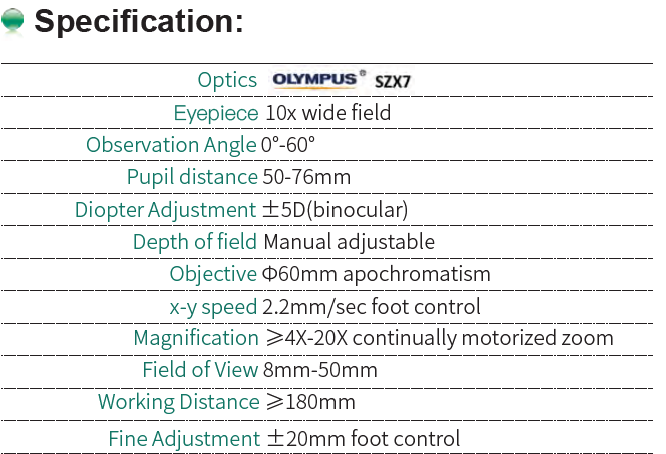 Specification:
Optics OLYMPUS® SZX7
Eyepiece 10x wide field
Observation Angle 0°-60°
Pupil distance 50-76mm
Diopter Adjustment ±5D(binocular)
Depth of field Manual adjustable
Objective Φ60mm apochromatism
x-y speed 2.2mm/sec foot control
Magnification ⩾4X-20X continually motorized zoom
Field of View 8mm-50mm
Working Distance ⩾180mm
Fine Adjustment ±20mm foot control